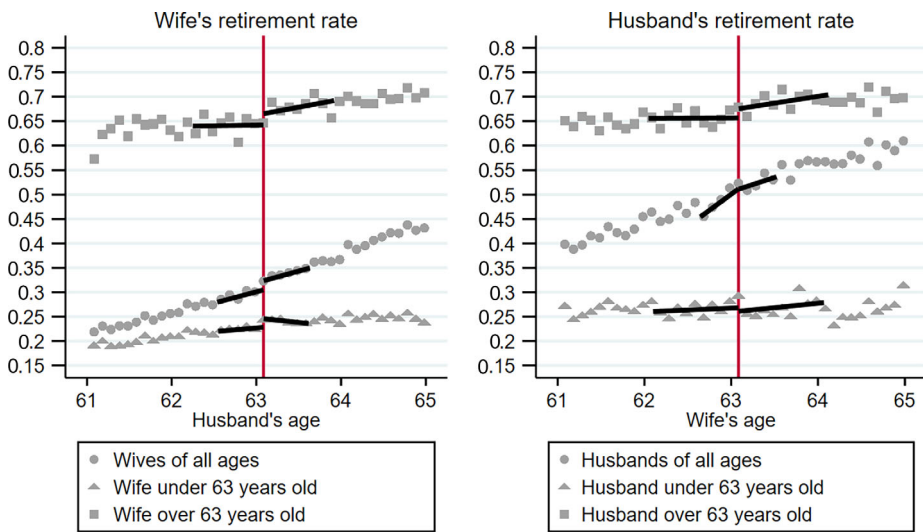 Wife's retirement rate
0.8
0.75
0.7
0.65
0.6
0.55
0.5
0.45
0.4
0.35
0.3
0.25
0.2
0.15
61 62 63 64 65
Husband's age
Wives of all ages
Wife under 63 years old
Wife over 63 years old
Husband's retirement rate
0.8
0.75
0.7
0.65
0.6
0.55
0.5
0.45
0.4
0.35
0.3
0.25
0.2
0.15
61 62 63 64 65
Wife's age
Husbands of all ages
Husband under 63 years old
Husband over 63 years old